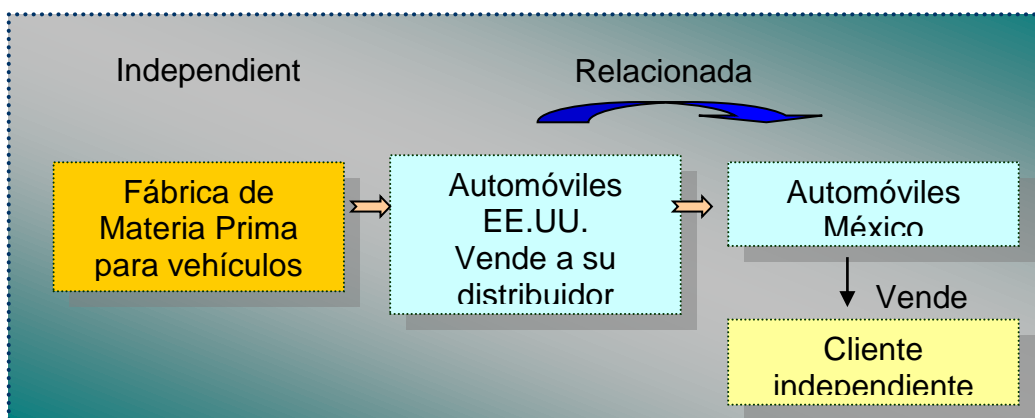 Independient
Relacionada
Fábrica de
Materia Prima
para vehículos
Automóviles
EE.UU.
Vende a su
distribuidor
Automóviles
México
Vende
Cliente
independiente